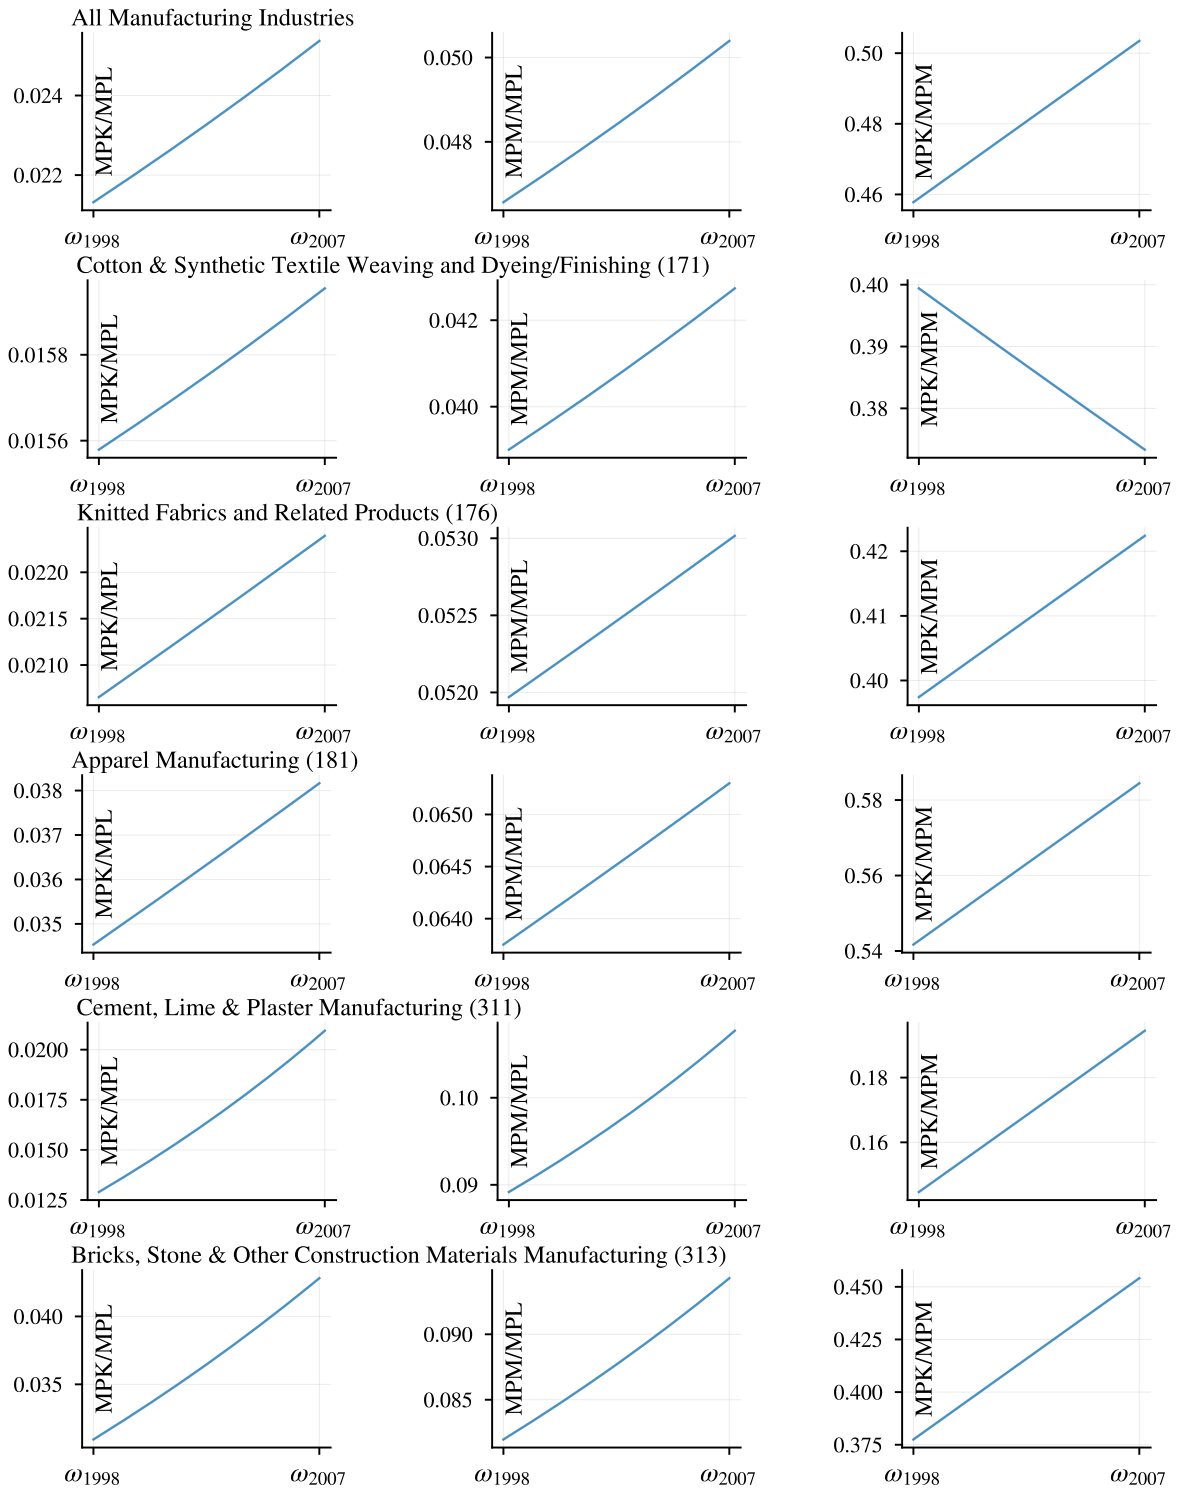 All Manufacturing Industries
0.024
0.022
MPK/MPL
ω1998
ω2007
0.050
0.048
MPM/MPL
ω1998
ω2007
0.50
0.48
0.46
MPK/MPM
ω1998
ω2007
Cotton & Synthetic Textile Weaving and Dyeing/Finishing (171)
0.0158
0.0156
MPK/MPL
ω1998
ω2007
0.042
0.040
MPM/MPL
ω1998
ω2007
0.40
0.39
0.38
MPK/MPM
ω1998
ω2007
Knitted Fabrics and Related Products (176)
0.0220
0.0215
0.0210
MPK/MPL
ω1998
ω2007
0.0530
0.0525
0.0520
MPM/MPL
ω1998
ω2007
0.42
0.41
0.40
MPK/MPM
ω1998
ω2007
Apparel Manufacturing (181)
0.038
0.037
0.036
0.035
MPK/MPL
ω1998
ω2007
0.0650
0.0645
0.0640
MPM/MPL
ω1998
ω2007
0.58
0.56
0.54
MPK/MPM
ω1998
ω2007
Cement, Lime & Plaster Manufacturing (311)
0.0200
0.0175
0.0150
0.0125
MPK/MPL
ω1998
ω2007
0.10
0.09
MPM/MPL
ω1998
ω2007
0.18
0.16
MPK/MPM
ω1998
ω2007
Bricks, Stone & Other Construction Materials Manufacturing (313)
0.040
0.035
MPK/MPL
ω1998
ω2007
0.090
0.085
MPM/MPL
ω1998
ω2007
0.450
0.425
0.400
0.375
MPK/MPM
ω1998
ω2007